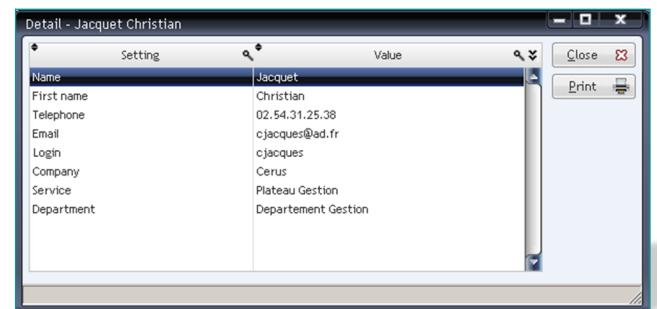 Detail - Jacquet Christian
Setting Value
Close
Name Jacquet
Print
First name Christian
Telephone 02.54.31.25.38
Email cjacques@ad.fr
Login cjacques
Company Cerus
Service Plateau Gestion
Department Departement Gestion